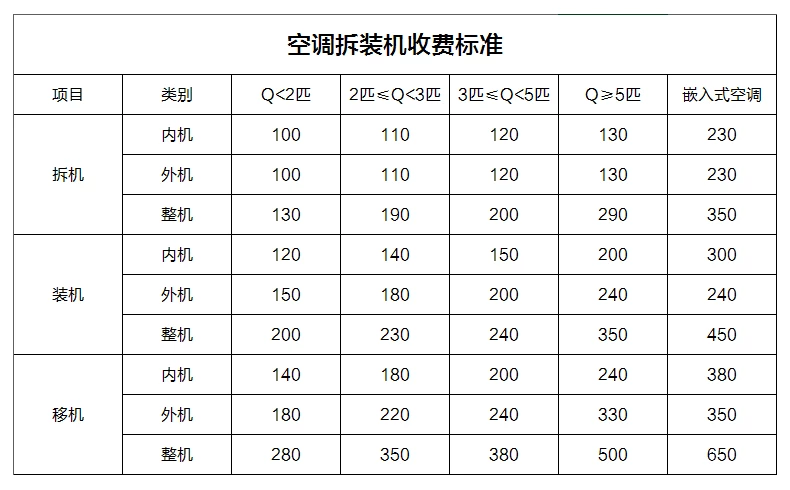 空调拆装机收费标准
项目 类别 Q<2匹 2匹≤Q<3匹 3匹≤Q<5匹 Q≥5匹 嵌入式空调
拆机 内机 100 110 120 130 230
外机 100 110 120 130 230
整机 130 190 200 290 350
装机 内机 120 140 150 200 300
外机 150 180 200 240 240
整机 200 230 240 350 450
移机 内机 140 180 200 240 380
外机 180 220 240 330 350
整机 280 350 380 500 650